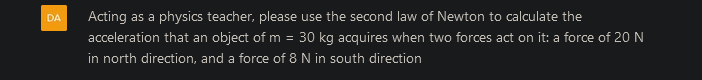 DA
Acting as a physics teacher, please use the second law of Newton to calculate the
acceleration that an object of m = 30 kg acquires when two forces act on it: a force of 20 N
in north direction, and a force of 8 N in south direction